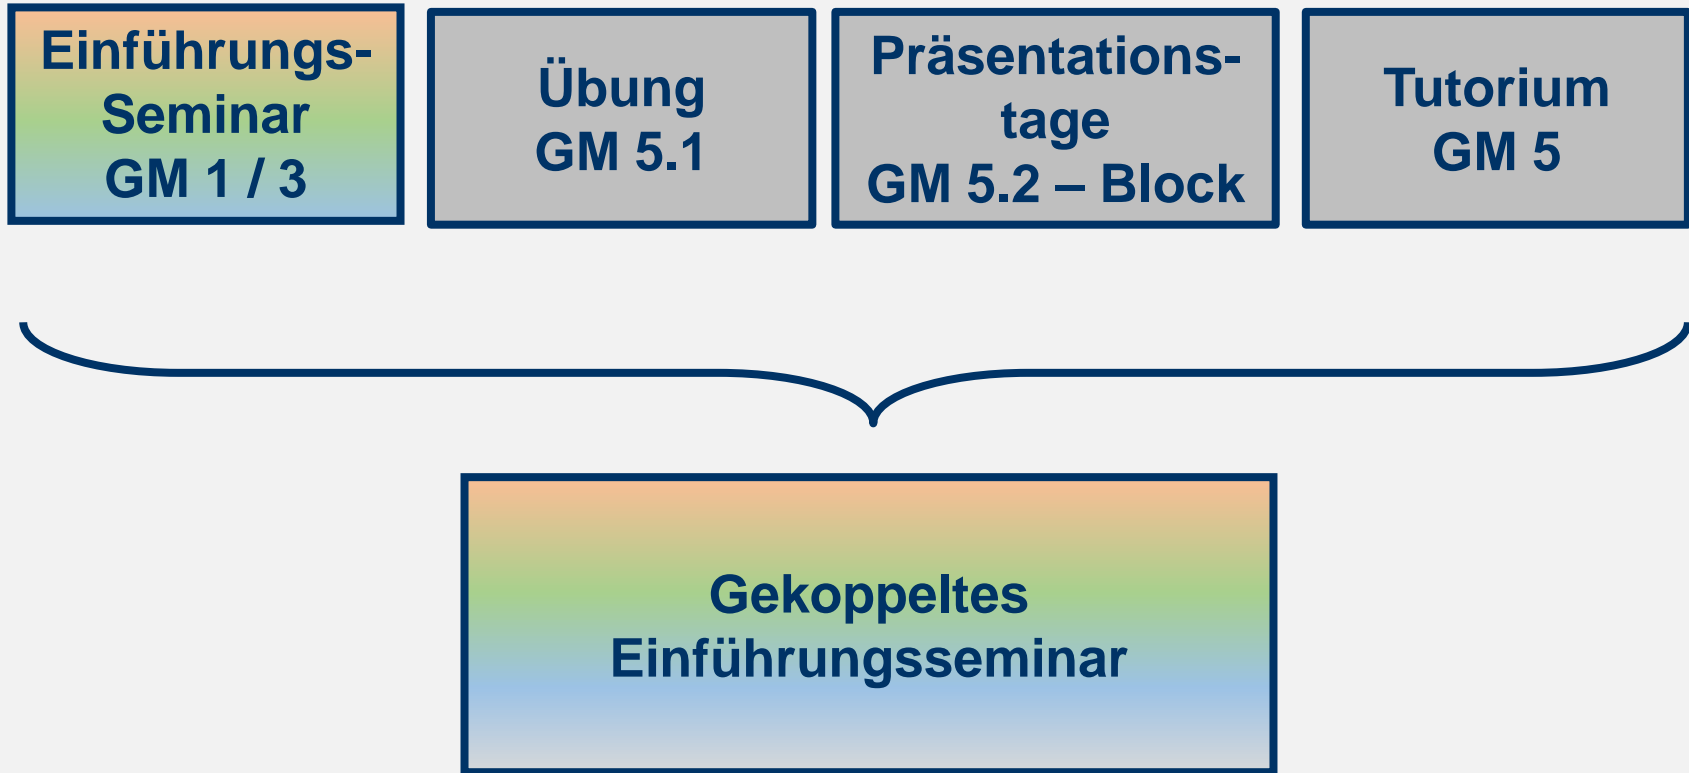 Einführungs-
Seminar
GM 1 / 3
Übung
GM 5.1
Präsentations-
tage
GM 5.2 – Block
Tutorium
GM 5
Gekoppeltes
Einführungsseminar